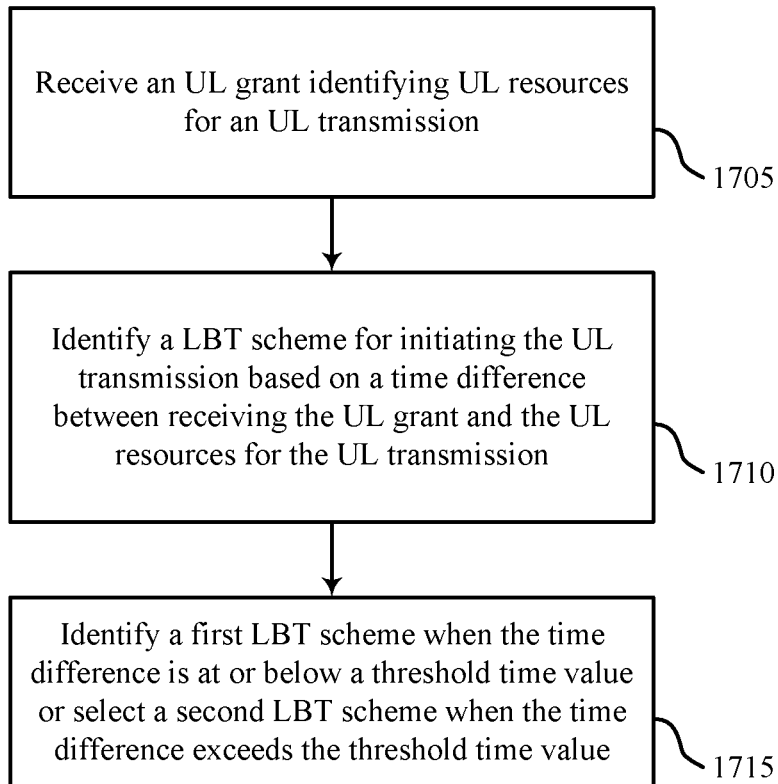 Receive an UL grant identifying UL resources
for an UL transmission
1705
Identify a LBT scheme for initiating the UL
transmission based on a time difference
between receiving the UL grant and the UL
resources for the UL transmission
1710
Identify a first LBT scheme when the time
difference is at or below a threshold time value
or select a second LBT scheme when the time
difference exceeds the threshold time value
1715